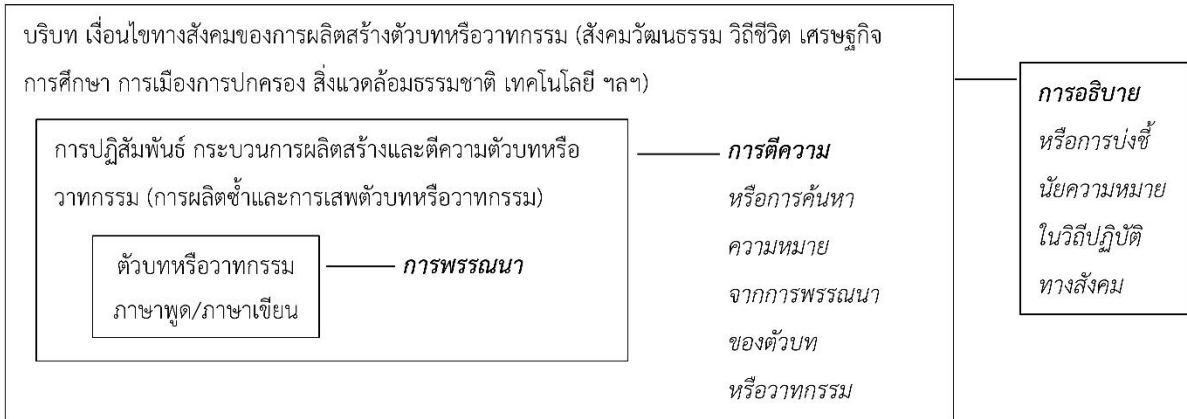 บริบท เงื่อนไขทางสังคมของการผลิตสร้างตัวบทหรือวาทกรรม (สังคมวัฒนธรรม วิถีชีวิต เศรษฐกิจ
การศึกษา การเมืองการปกครอง สิ่งแวดล้อมธรรมชาติ เทคโนโลยี ฯลฯ)
การปฏิสัมพันธ์ กระบวนการผลิตสร้างและตีความตัวบทหรือ
วาทกรรม (การผลิตซ้ำและการเสพตัวบทหรือวาทกรรม)
ตัวบทหรือวาทกรรม
ภาษาพูด/ภาษาเขียน
การพรรณนา
การตีความ
หรือการค้นหา
ความหมาย
จากการพรรณนา
ของตัวบท
หรือวาทกรรม
การอธิบาย
หรือการบ่งชี้
นัยความหมาย
ในวิถีปฏิบัติ
ทางสังคม